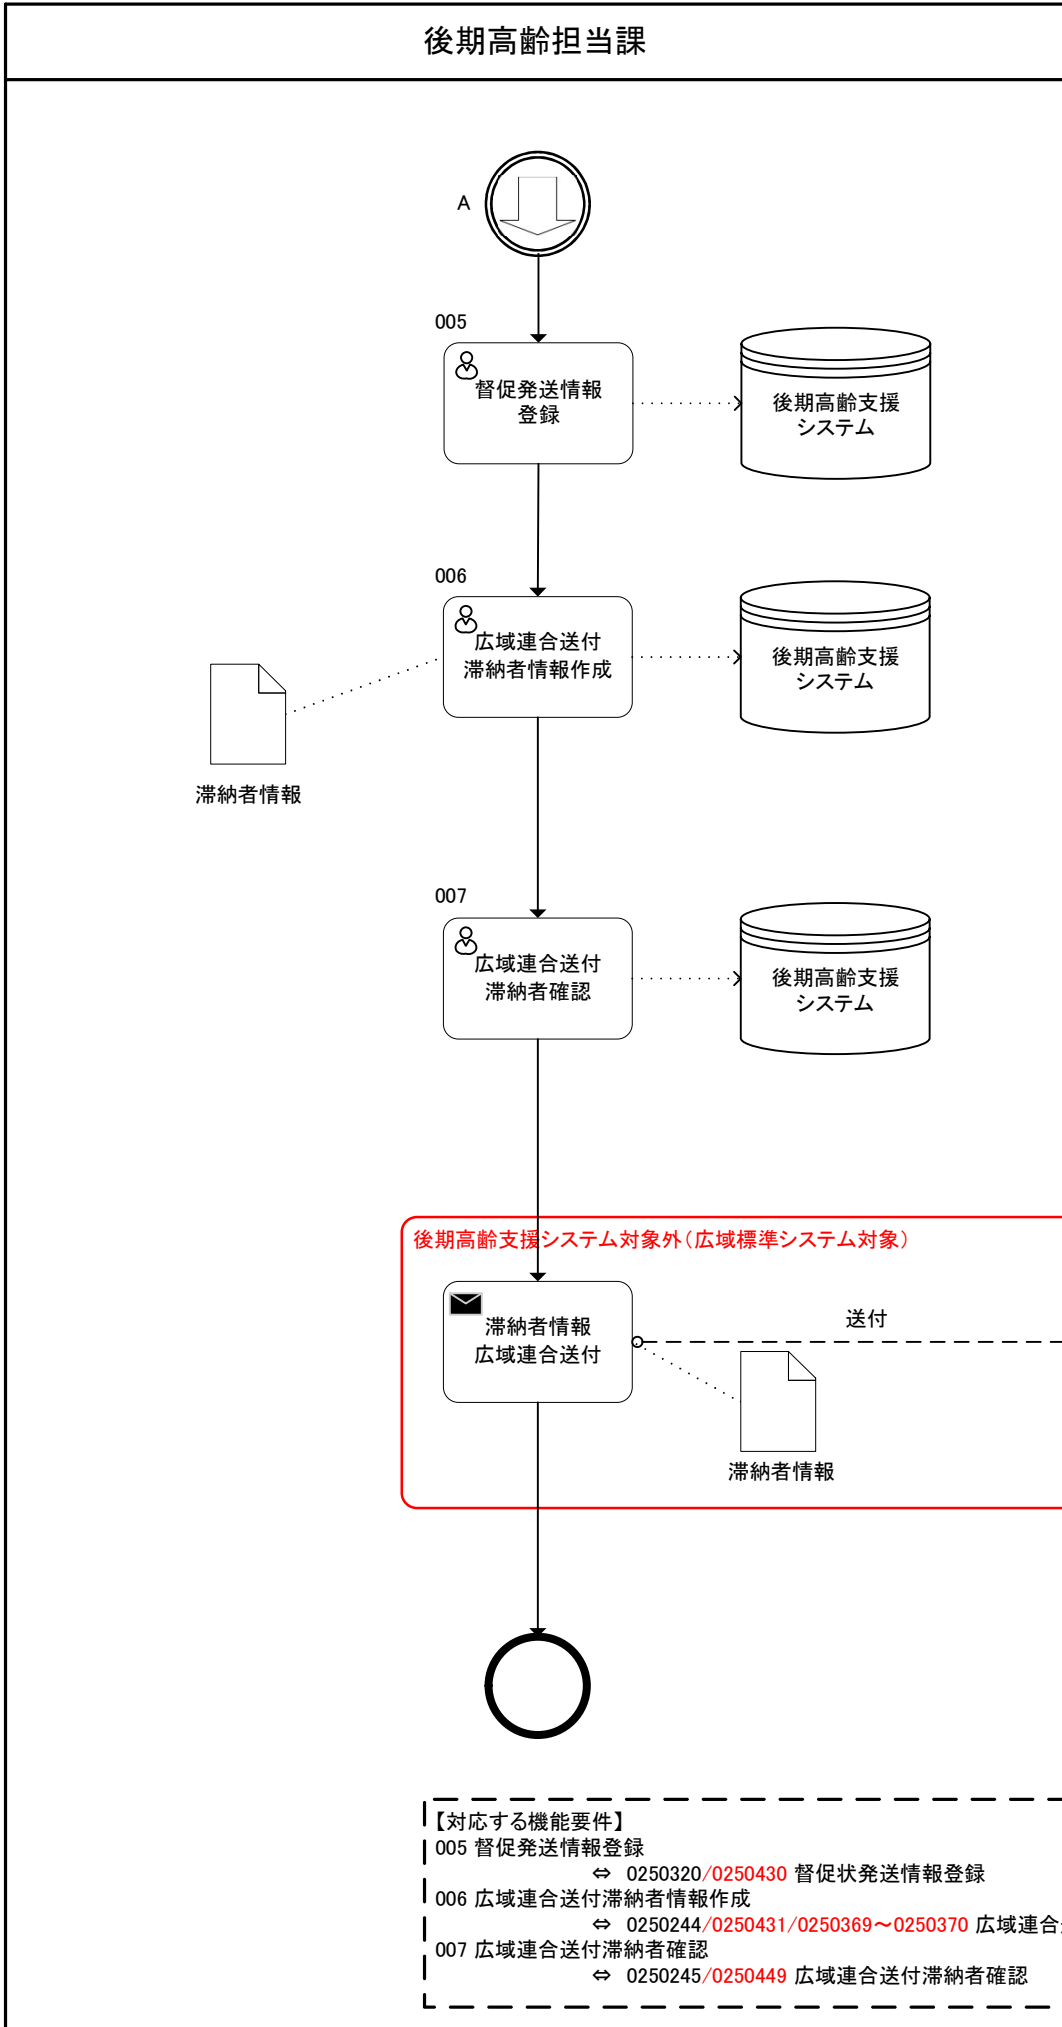 後期高齢担当課
A
005
督促発送情報
登録
後期高齢支援
システム
006
広域連合送付
滞納者情報作成
後期高齢支援
システム
滞納者情報
007
広域連合送付
滞納者確認
後期高齢支援
システム
後期高齢支援システム対象外（広域標準システム対象）
滞納者情報
広域連合送付
送付
滞納者情報
【対応する機能要件】
005 督促発送情報登録
⇔ 0250320/0250430 督促状発送情報登録
006 広域連合送付滞納者情報作成
⇔ 0250244/0250431/0250369～0250370 広域連合
007 広域連合送付滞納者確認
⇔ 0250245/0250449 広域連合送付滞納者確認